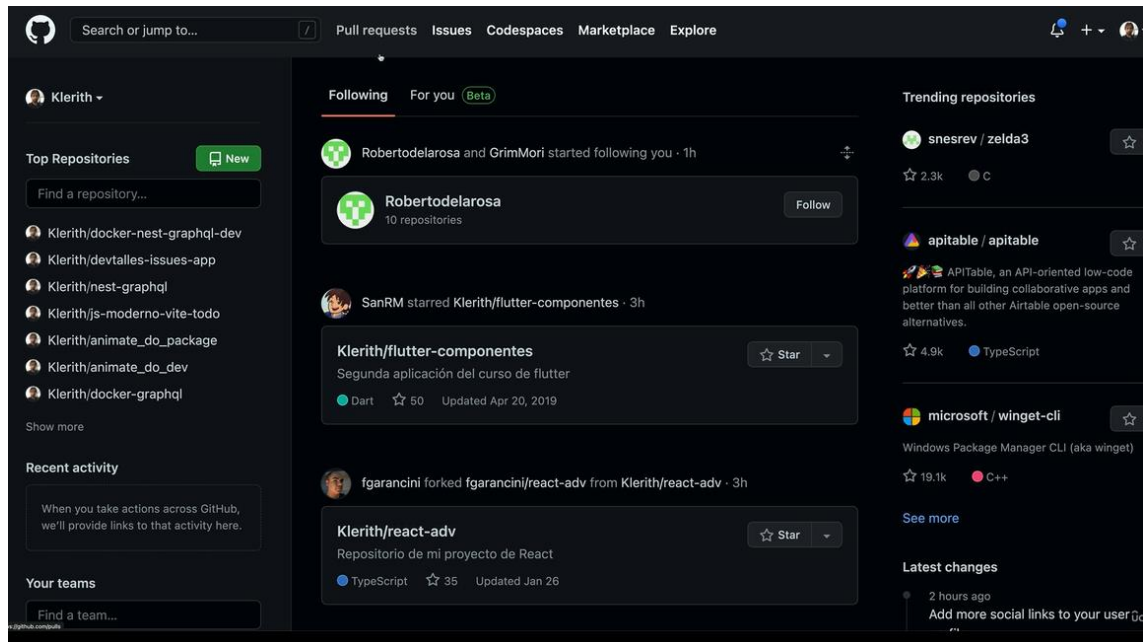 Search or jump to...
/
Pull requests
Issues
Codespaces
Marketplace
Explore
Klerith
Top Repositories
New
Find a repository...
Klerith/docker-nest-graphql-dev
Klerith/devtalles-issues-app
Klerith/nest-graphql
Klerith/js-moderno-vite-todo
Klerith/animate_do_package
Klerith/animate_do_dev
Klerith/docker-graphql
Show more
Recent activity
When you take actions across GitHub,
we'll provide links to that activity here.
Your teams
Find a team...
Following
For you
Beta
Robertodelarosa and GrimMori started following you · 1h
Robertodelarosa
10 repositories
Follow
SanRM starred Klerith/flutter-componentes · 3h
Klerith/flutter-componentes
Star
Segunda aplicación del curso de flutter
Dart
50
Updated Apr 20, 2019
fgarancini forked fgarancini/react-adv from Klerith/react-adv · 3h
Klerith/react-adv
Star
Repositorio de mi proyecto de React
TypeScript
35
Updated Jan 26
Trending repositories
snesrev / zelda3
2.3k
C
apitable / apitable
APITable, an API-oriented low-code
platform for building collaborative apps and
better than all other Airtable open-source
alternatives.
4.9k
TypeScript
microsoft / winget-cli
Windows Package Manager CLI (aka winget)
19.1k
C++
See more
Latest changes
2 hours ago
Add more social links to your user